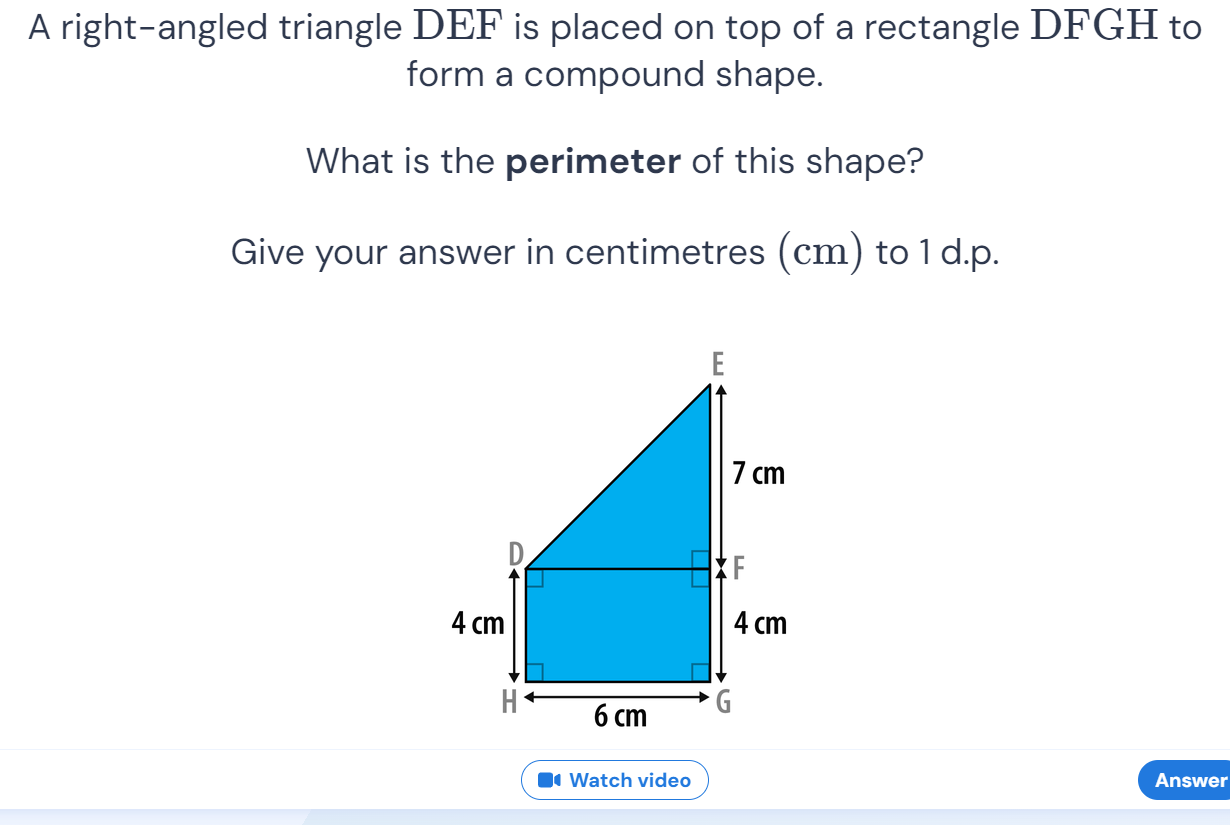 A right-angled triangle DEF is placed on top of a rectangle DFGH to
form a compound shape.
What is the perimeter of this shape?
Give your answer in centimetres (cm) to 1 d.p.
E
7 cm
D
F
4 cm
4 cm
H
G
6 cm
Watch video
Answer